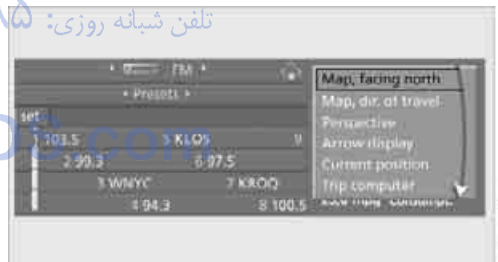 تلفن شبانه روزی:
FM
Presets
set
1 103.5 5 KLOS
2 99.3 6 97.5
3 WNYC 7 KROQ
4 94.3 8 100.5
Map, facing north
Map, dir. of travel
Perspective
Arrow display
Current position
Trip computer